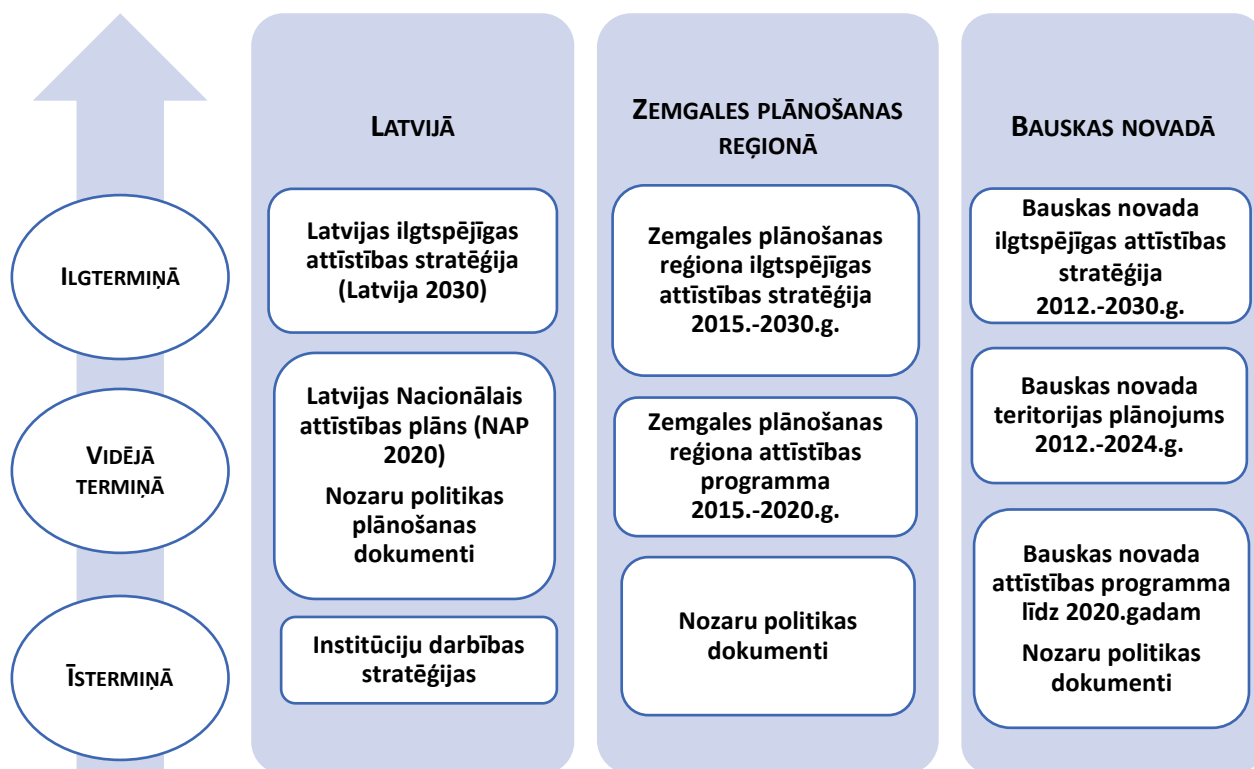 ILGTERMIŅĀ
VIDĒJĀ
TERMIŅĀ
ĪSTERMIŅĀ
LATVIJĀ
Latvijas ilgtspējīgas
attīstības stratēģija
(Latvija 2030)
Latvijas Nacionālais
attīstības plāns (NAP
2020)
Nozaru politikas
plānošanas
dokumenti
Institūciju darbības
stratēģijas
ZEMGALES PLĀNOŠANAS
REĢIONĀ
Zemgales plānošanas
reģiona ilgtspējīgas
attīstības stratēģija
2015.-2030.g.
Zemgales plānošanas
reģiona attīstības
programma
2015.-2020.g.
Nozaru politikas
dokumenti
BAUSKAS NOVADĀ
Bauskas novada
ilgtspējīgas attīstības
stratēģija
2012.-2030.g.
Bauskas novada
teritorijas plānojums
2012.-2024.g.
Bauskas novada
attīstības programma
līdz 2020.gadam
Nozaru politikas
dokumenti